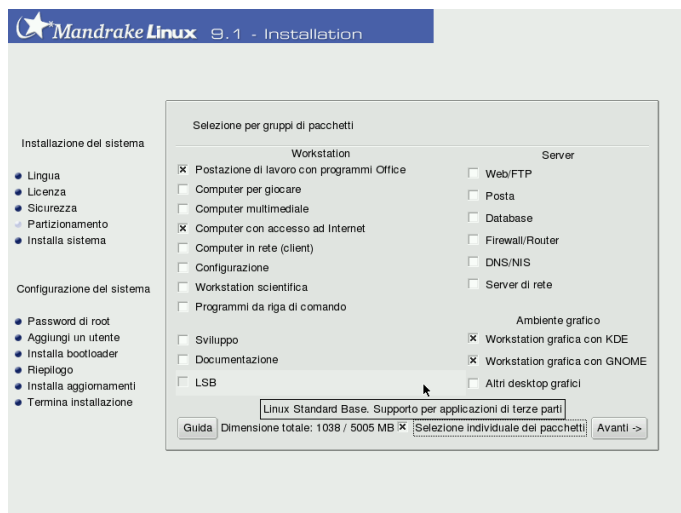 Mandrake Linux 9.1 - Installation
Installazione del sistema
Lingua
Licenza
Sicurezza
Partizionamento
Installa sistema
Configurazione del sistema
Password di root
Aggiungi un utente
Installa bootloader
Riepilogo
Installa aggiornamenti
Termina installazione
Selezione per gruppi di pacchetti
Workstation
Postazione di lavoro con programmi Office
Computer per giocare
Computer multimediale
Computer con accesso ad Internet
Computer in rete (client)
Configurazione
Workstation scientifica
Programmi da riga di comando
Sviluppo
Documentazione
LSB
Server
Web/FTP
Posta
Database
Firewall/Router
DNS/NIS
Server di rete
Ambiente grafico
Workstation grafica con KDE
Workstation grafica con GNOME
Altri desktop grafici
Linux Standard Base. Supporto per applicazioni di terze parti
Guida Dimensione totale: 1038 / 5005 MB Selezione individuale dei pacchetti Avanti ->